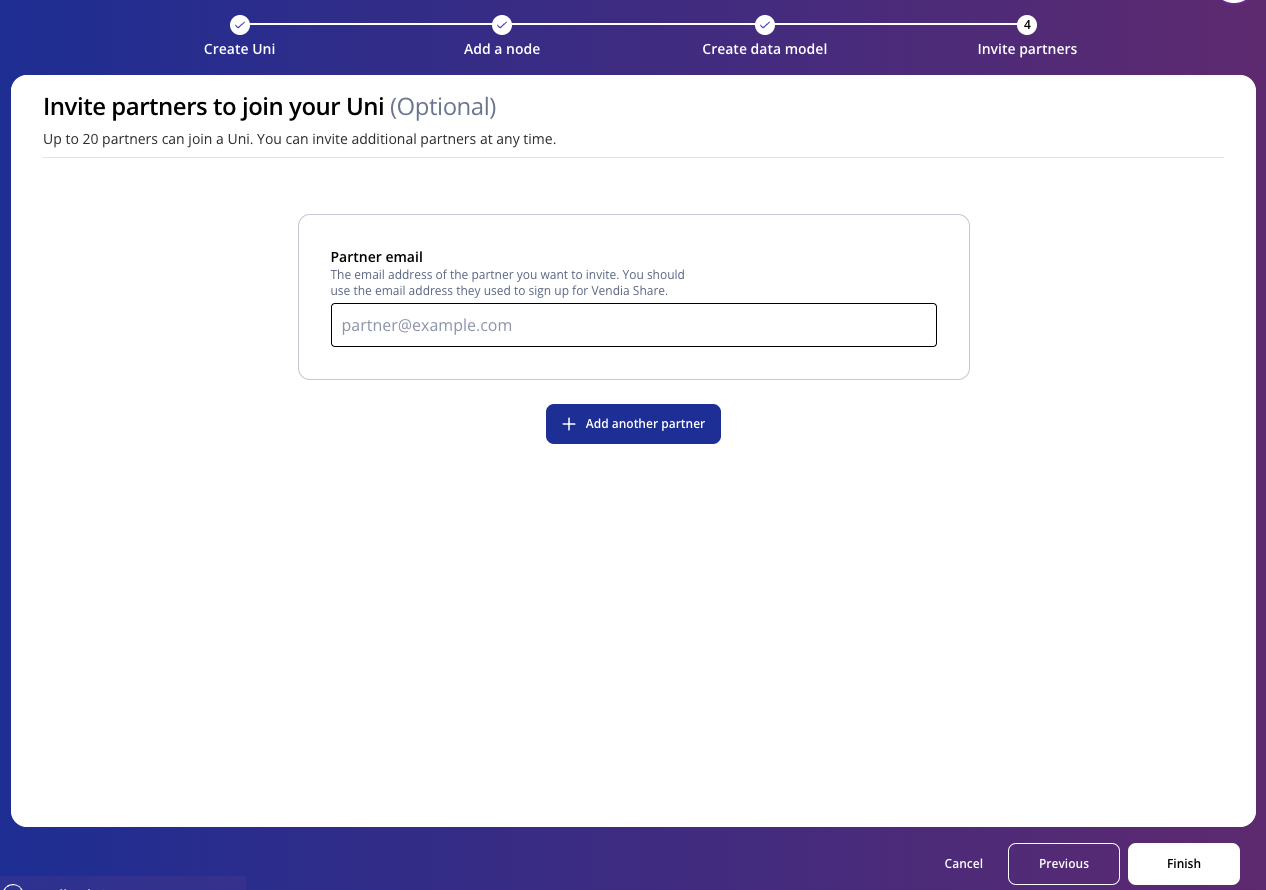 4
Create Uni
Add a node
Create data model
Invite partners
Invite partners to join your Uni (Optional)
Up to 20 partners can join a Uni. You can invite additional partners at any time.
Partner email
The email address of the partner you want to invite. You should
use the email address they used to sign up for Vendia Share.
partner@example.com
Add another partner
Cancel
Previous
Finish